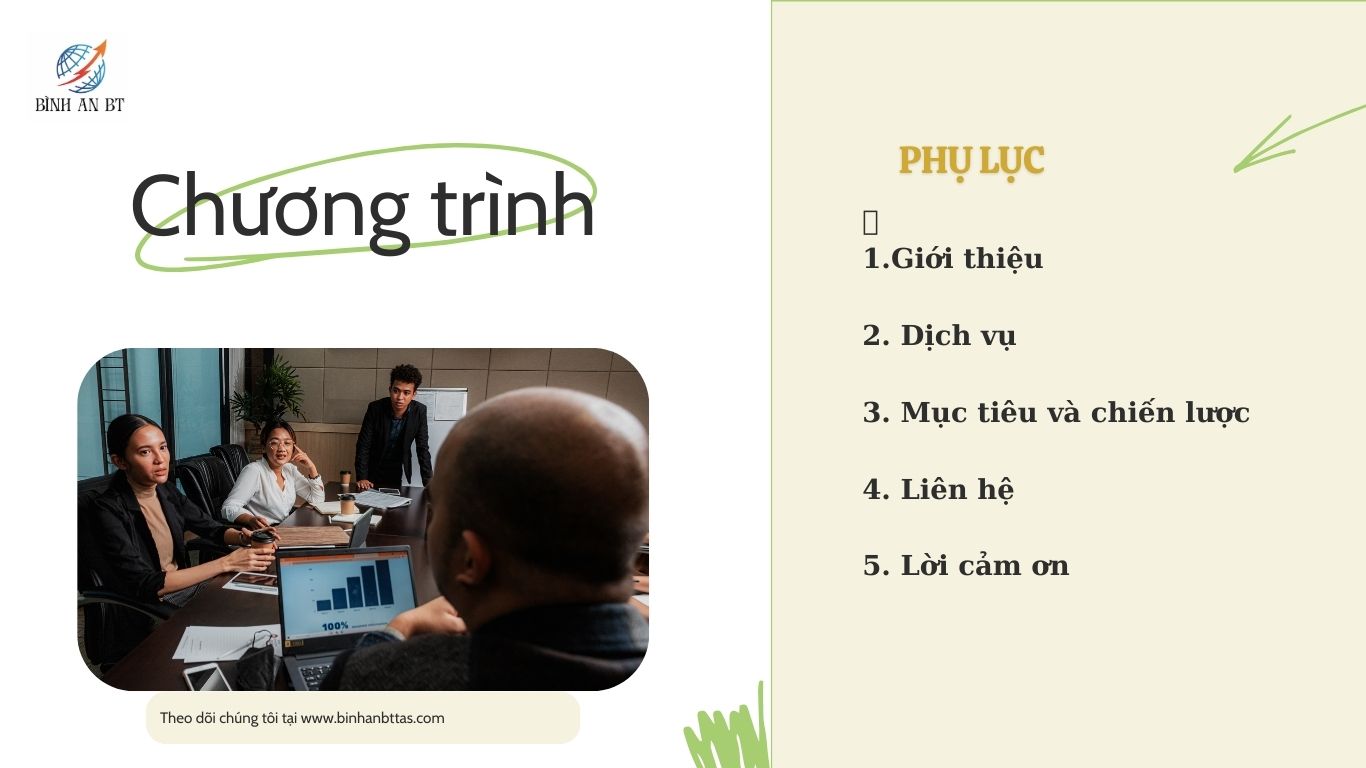 BÌNH AN BT
Chương trình
100%
Theo dõi chúng tôi tại www.binhanbttas.com
PHỤ LỤC
1.Giới thiệu
2. Dịch vụ
3. Mục tiêu và chiến lược
4. Liên hệ
5. Lời cảm ơn